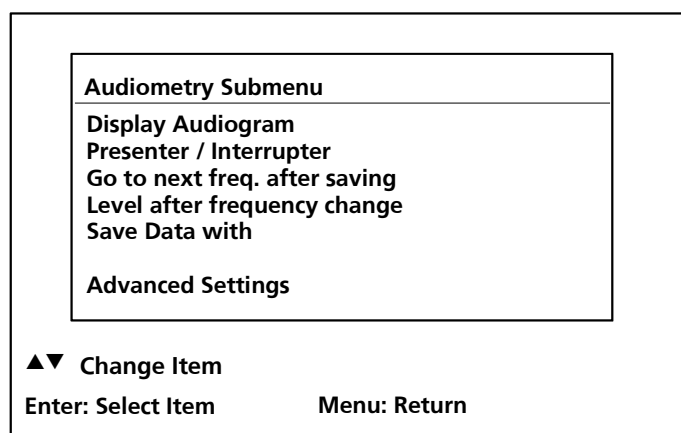 Audiometry Submenu
Display Audiogram
Presenter / Interrupter
Go to next freq. after saving
Level after frequency change
Save Data with
Advanced Settings
▲▼ Change Item
Enter: Select Item Menu: Return